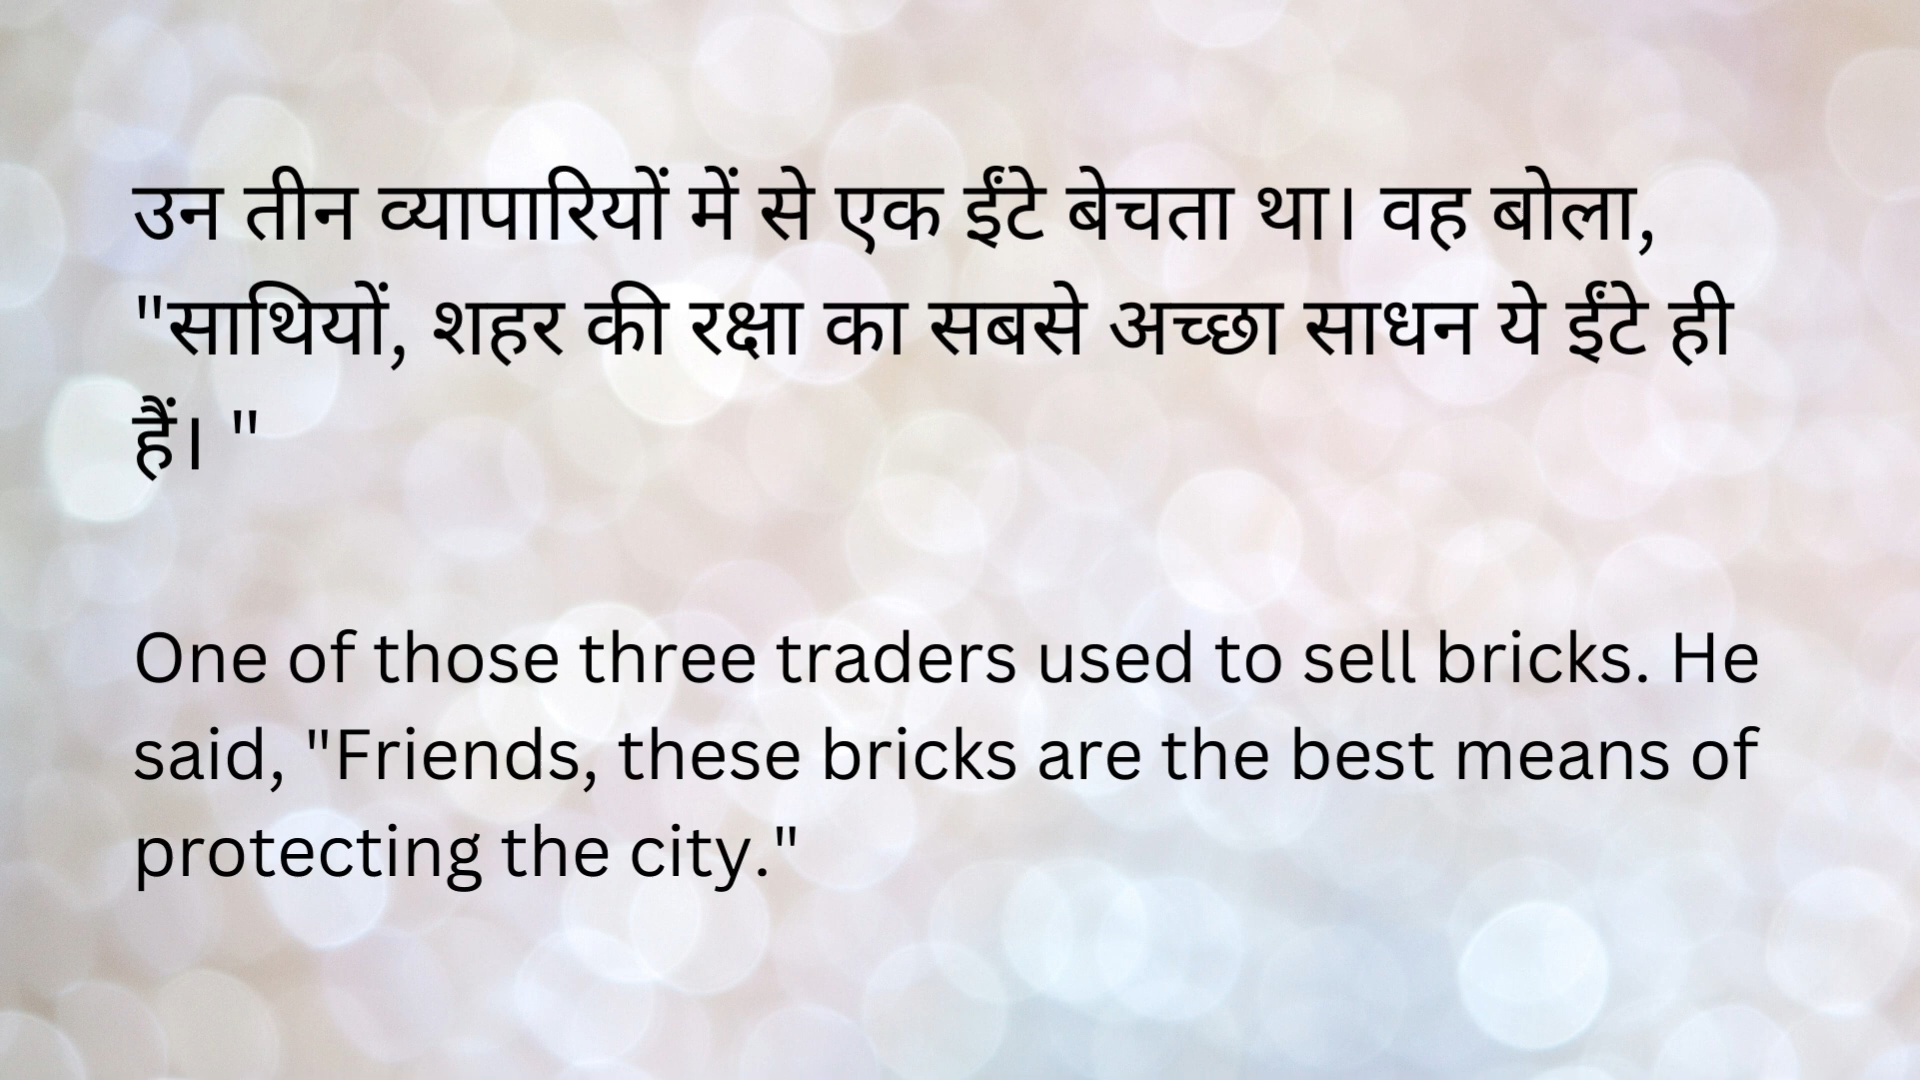 उन तीन व्यापारियों में से एक ईंटे बेचता था। वह बोला,
"साथियों, शहर की रक्षा का सबसे अच्छा साधन ये ईंटे ही
हैं। "
One of those three traders used to sell bricks. He
said, "Friends, these bricks are the best means of
protecting the city."